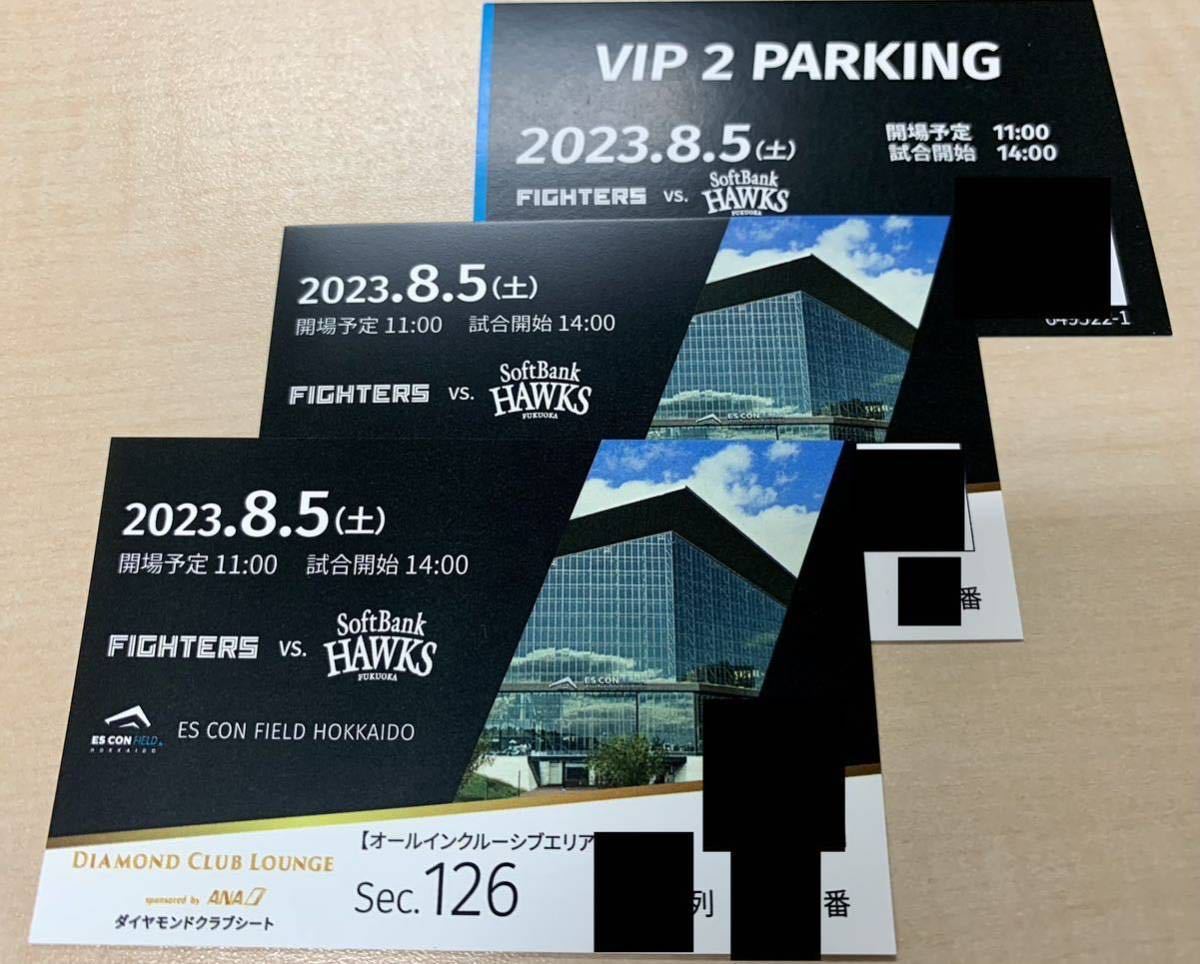 VIP 2 PARKING
2023.8.5(土)
開場予定 11:00
試合開始 14:00
FIGHTERS vs. SoftBank HAWKS FUKUOKA
2023.8.5(土)
開場予定 11:00 試合開始 14:00
FIGHTERS vs. SoftBank HAWKS FUKUOKA
ES CON
番
2023.8.5(土)
開場予定 11:00 試合開始 14:00
FIGHTERS vs. SoftBank HAWKS FUKUOKA
ES CON
ES CON FIELD HOKKAIDO
ES CON FIELD HOKKAIDO
【オールインクルーシブエリア
DIAMOND CLUB LOUNGE
sponsored by ANA
ダイヤモンドクラブシート
Sec.126
列 番